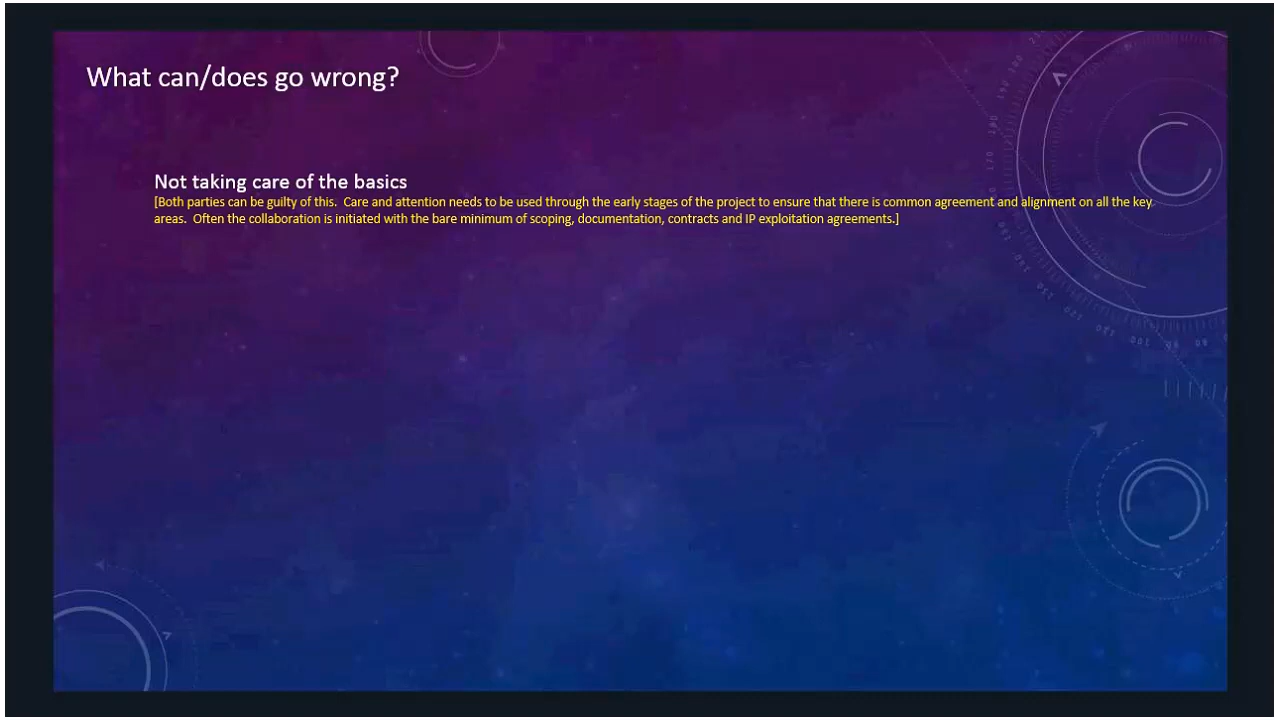 What can/does go wrong?
Not taking care of the basics
[Both parties can be guilty of this.  Care and attention needs to be used through the early stages of the project to ensure that there is common agreement and alignment on all the key
areas.  Often the collaboration is initiated with the bare minimum of scoping, documentation, contracts and IP exploitation agreements.]